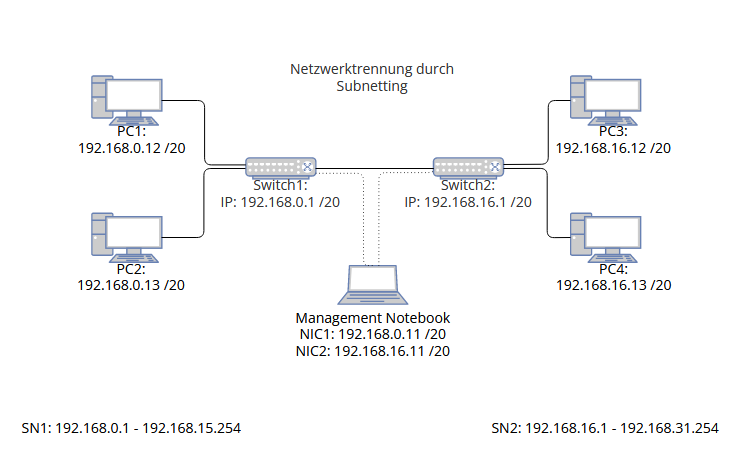 Netzwerktrennung durch
Subnetting
PC1:
192.168.0.12 /20
PC3:
192.168.16.12 /20
Switch1:
IP: 192.168.0.1 /20
Switch2:
IP: 192.168.16.1 /20
PC2:
192.168.0.13 /20
PC4:
192.168.16.13 /20
Management Notebook
NIC1: 192.168.0.11 /20
NIC2: 192.168.16.11 /20
SN1: 192.168.0.1 - 192.168.15.254
SN2: 192.168.16.1 - 192.168.31.254